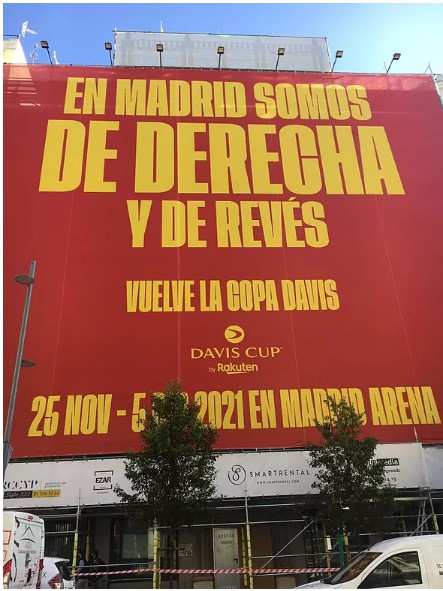 EN MADRID SOMOS
DE DERECHA
Y DE REVÉS
VUELVE LA COPA DAVIS
DAVIS CUP
by Rakuten
25 NOV - 5 2021 EN MADRID ARENA
EZAR
SMARTRENTAL